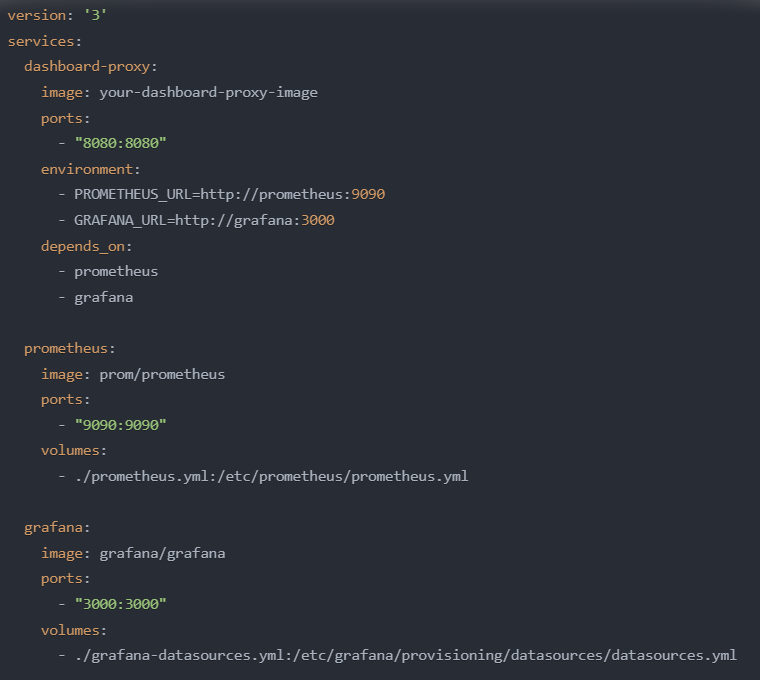 version: '3'
services:
  dashboard-proxy:
    image: your-dashboard-proxy-image
    ports:
      - "8080:8080"
    environment:
      - PROMETHEUS_URL=http://prometheus:9090
      - GRAFANA_URL=http://grafana:3000
    depends_on:
      - prometheus
      - grafana

  prometheus:
    image: prom/prometheus
    ports:
      - "9090:9090"
    volumes:
      - ./prometheus.yml:/etc/prometheus/prometheus.yml

  grafana:
    image: grafana/grafana
    ports:
      - "3000:3000"
    volumes:
      - ./grafana-datasources.yml:/etc/grafana/provisioning/datasources/datasources.yml